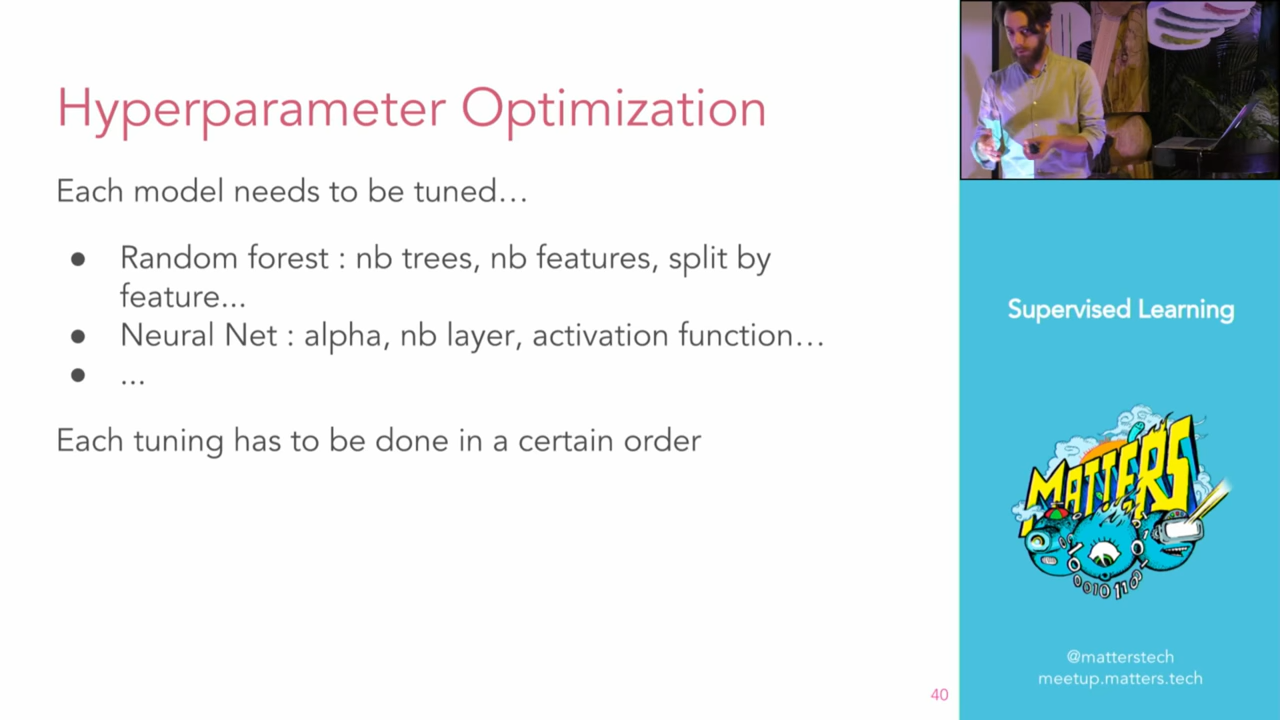 Hyperparameter Optimization
Each model needs to be tuned…
● Random forest : nb trees, nb features, split by
feature...
● Neural Net : alpha, nb layer, activation function…
● ...
Each tuning has to be done in a certain order
40
Supervised Learning
MATTERS
@matterstech
meetup.matters.tech